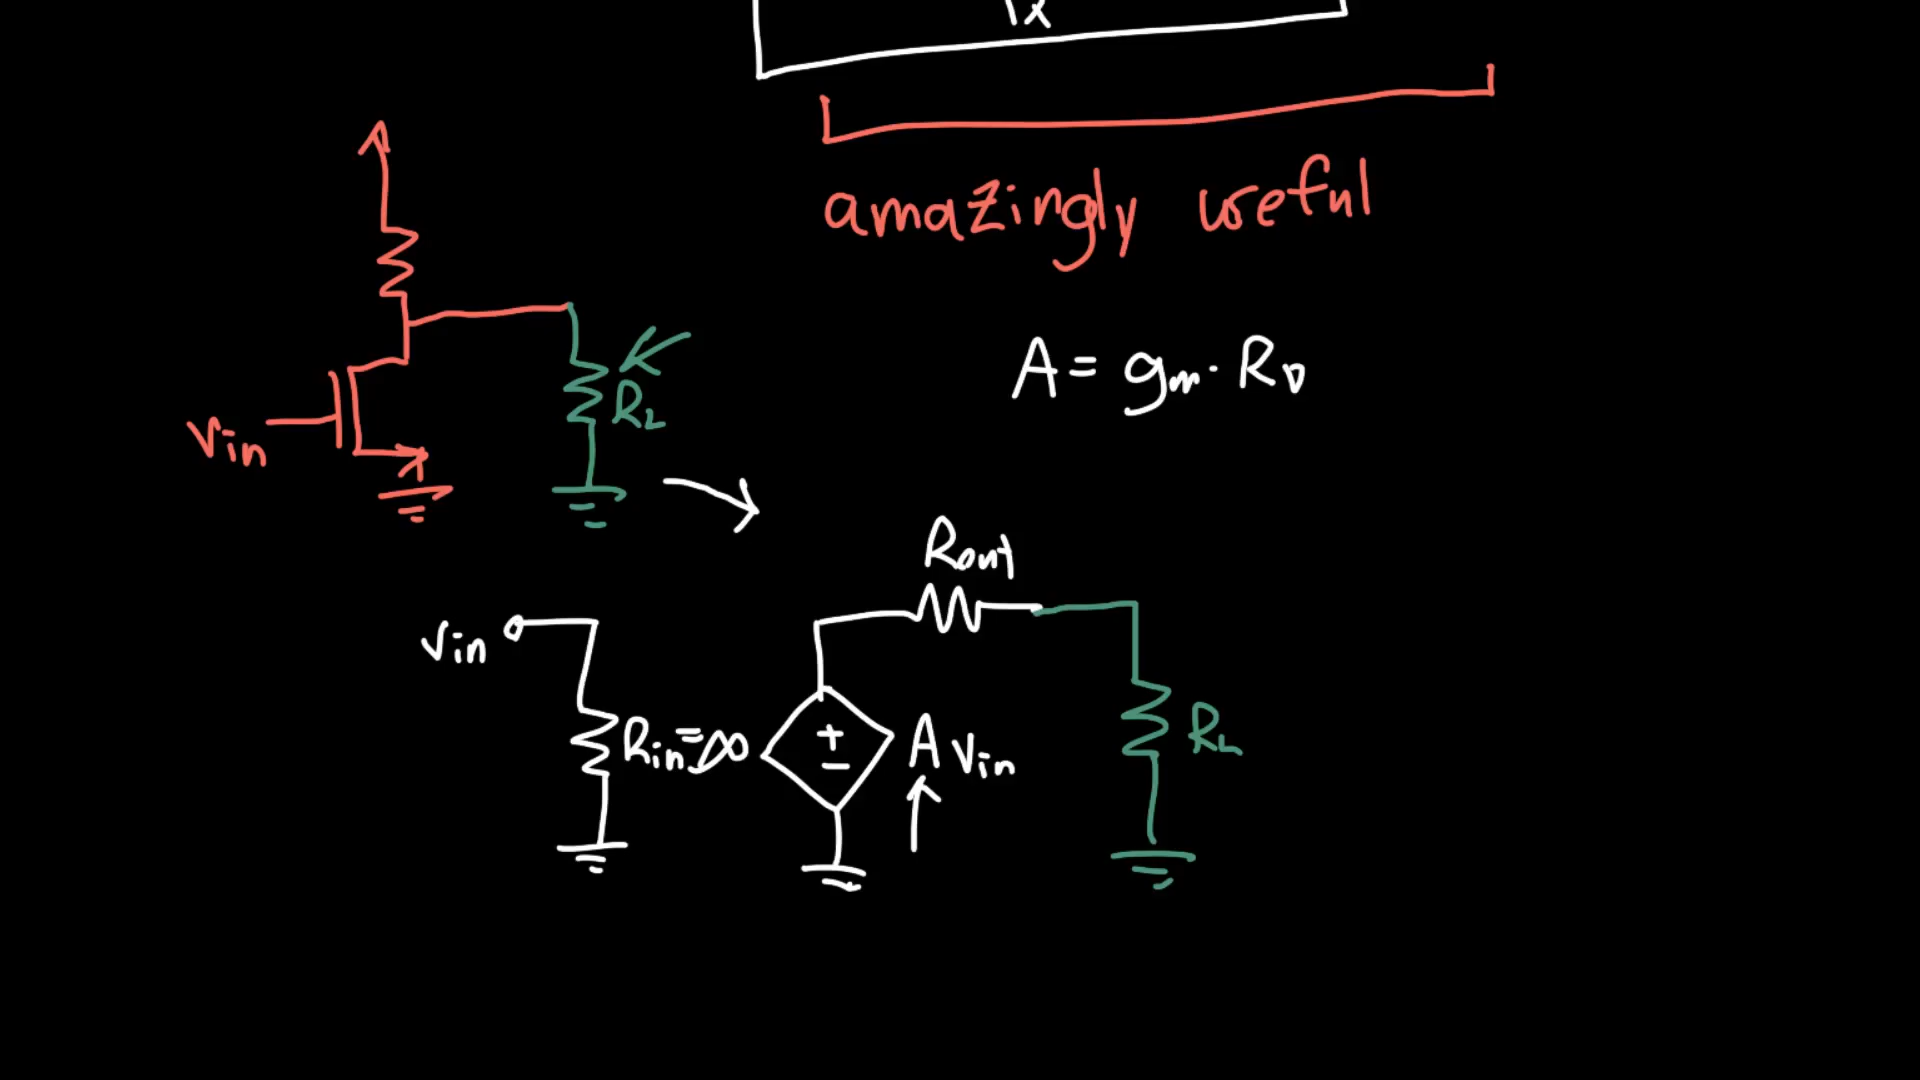 amazingly useful
A = gm · RD
RL
Vin
Rout
Vin
Rin = ∞
+
−
A Vin
RL